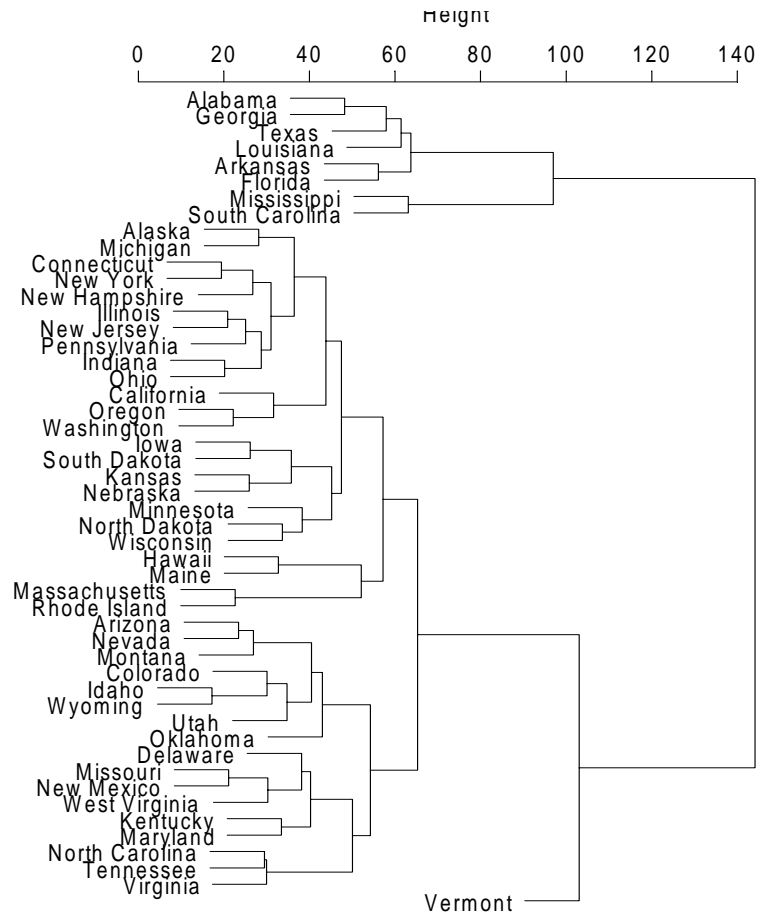 Height
0 20 40 60 80 100 120 140
Alabama
Georgia
Texas
Louisiana
Arkansas
Florida
Mississippi
South Carolina
Alaska
Michigan
Connecticut
New York
New Hampshire
Illinois
New Jersey
Pennsylvania
Indiana
Ohio
California
Oregon
Washington
Iowa
South Dakota
Kansas
Nebraska
Minnesota
North Dakota
Wisconsin
Hawaii
Maine
Massachusetts
Rhode Island
Arizona
Nevada
Montana
Colorado
Idaho
Wyoming
Utah
Oklahoma
Delaware
Missouri
New Mexico
West Virginia
Kentucky
Maryland
North Carolina
Tennessee
Virginia
Vermont